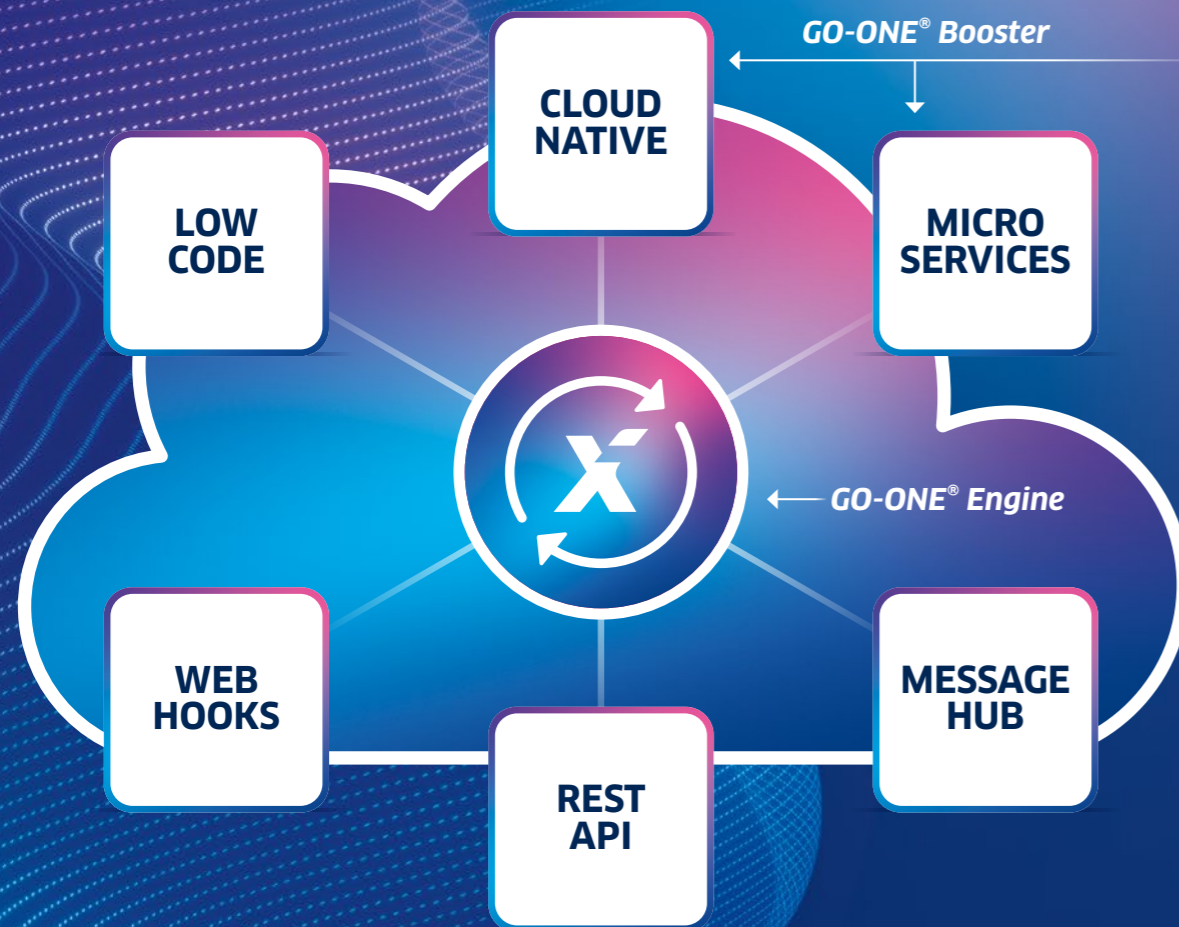 GO-ONE® Booster
CLOUD
NATIVE
LOW
CODE
MICRO
SERVICES
GO-ONE® Engine
WEB
HOOKS
MESSAGE
HUB
REST
API